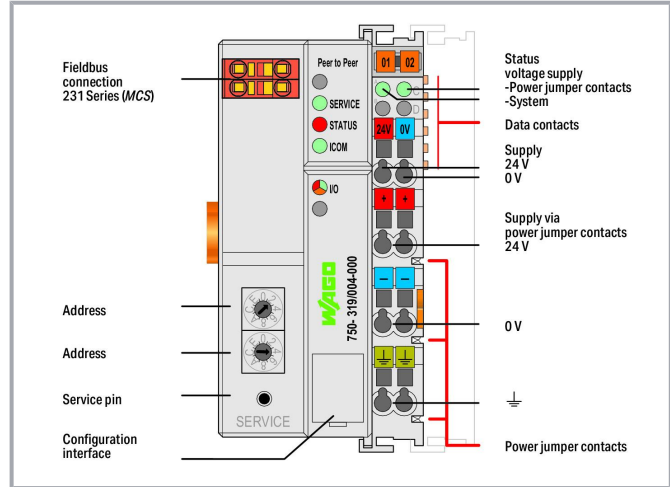 Fieldbus
connection
231 Series (MCS)
Address
Address
Service pin
Configuration
interface
Peer to Peer
SERVICE
STATUS
ICOM
I/O
WAGO
750- 319/004-000
SERVICE
01 02
C
D
24V 0V
+ +
— —
Status
voltage supply
-Power jumper contacts
-System
Data contacts
Supply
24 V
0 V
Supply via
power jumper contacts
24 V
0 V
Power jumper contacts